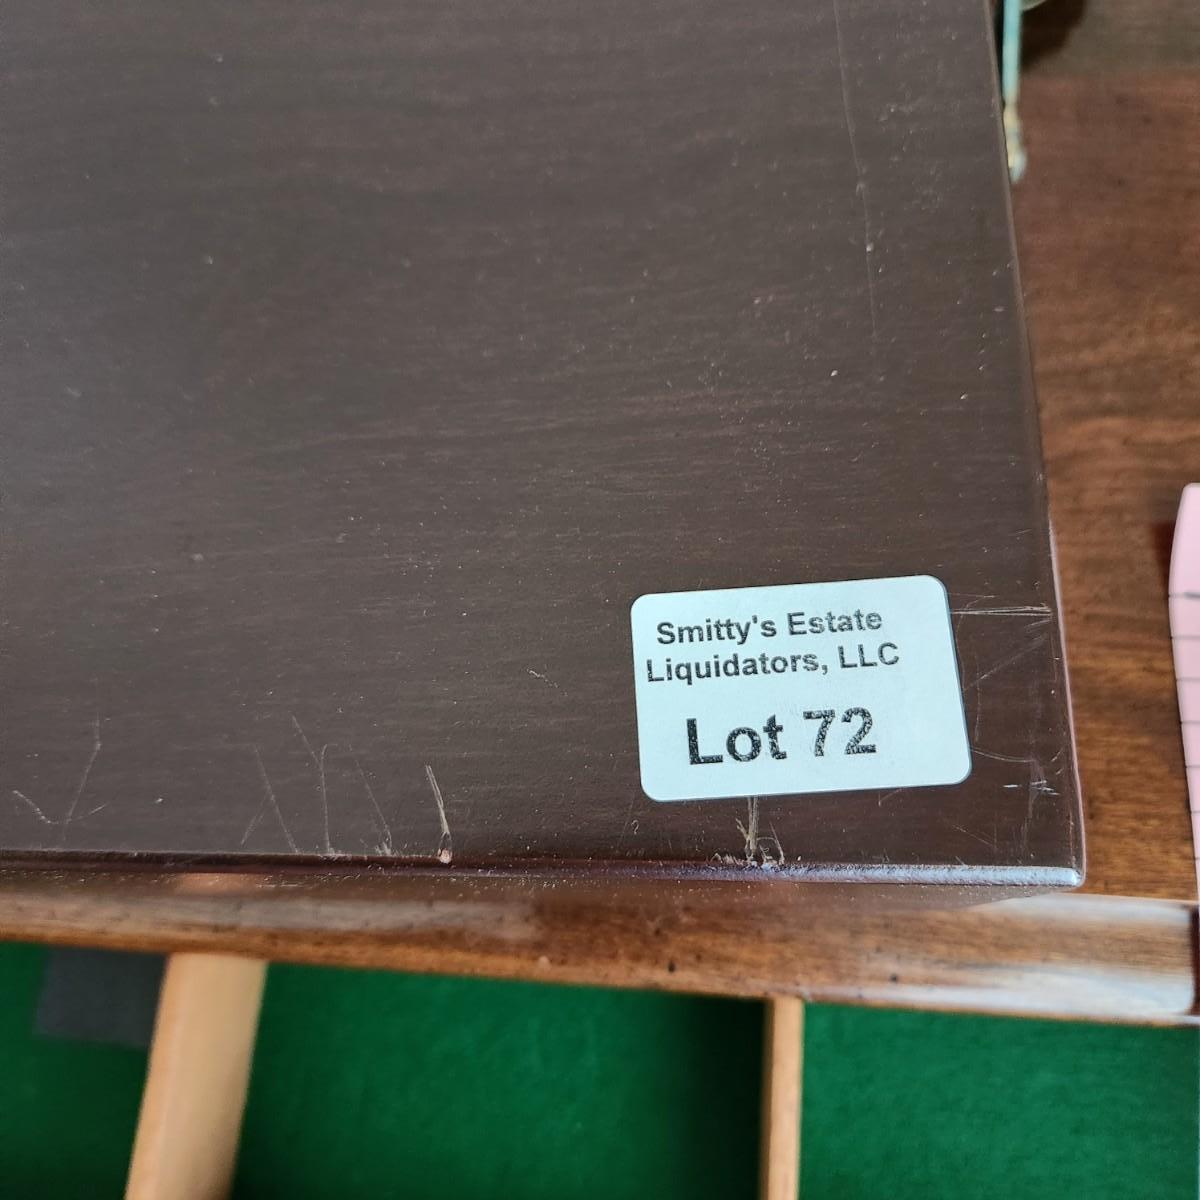 Smitty's Estate
Liquidators, LLC
Lot 72